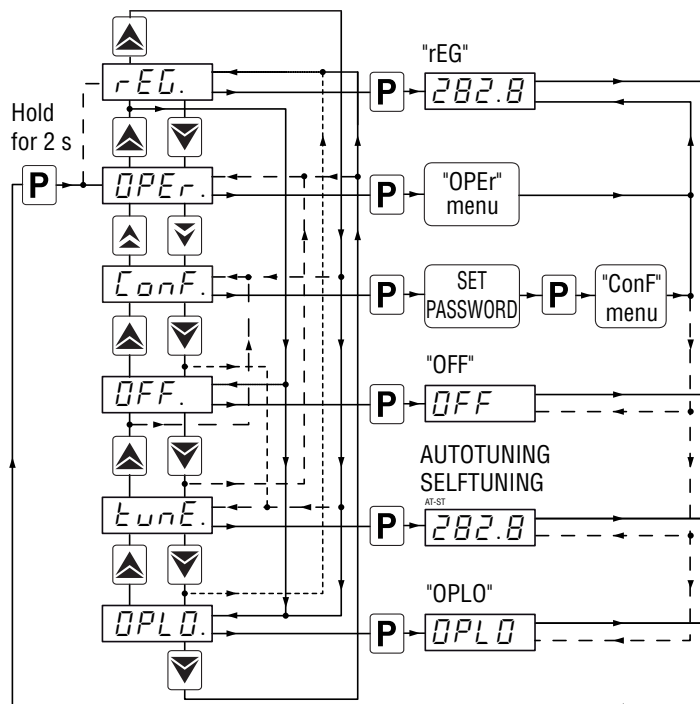 "rEG"
rEG.
P
282.8
Hold
for 2 s
P
OPEr.
P
"OPEr"
menu
ConF.
P
SET
PASSWORD
P
"ConF"
menu
"OFF"
OFF.
P
OFF
AUTOTUNING
SELFTUNING
AT-ST
tunE.
P
282.8
"OPLO"
OPLO.
P
OPLO